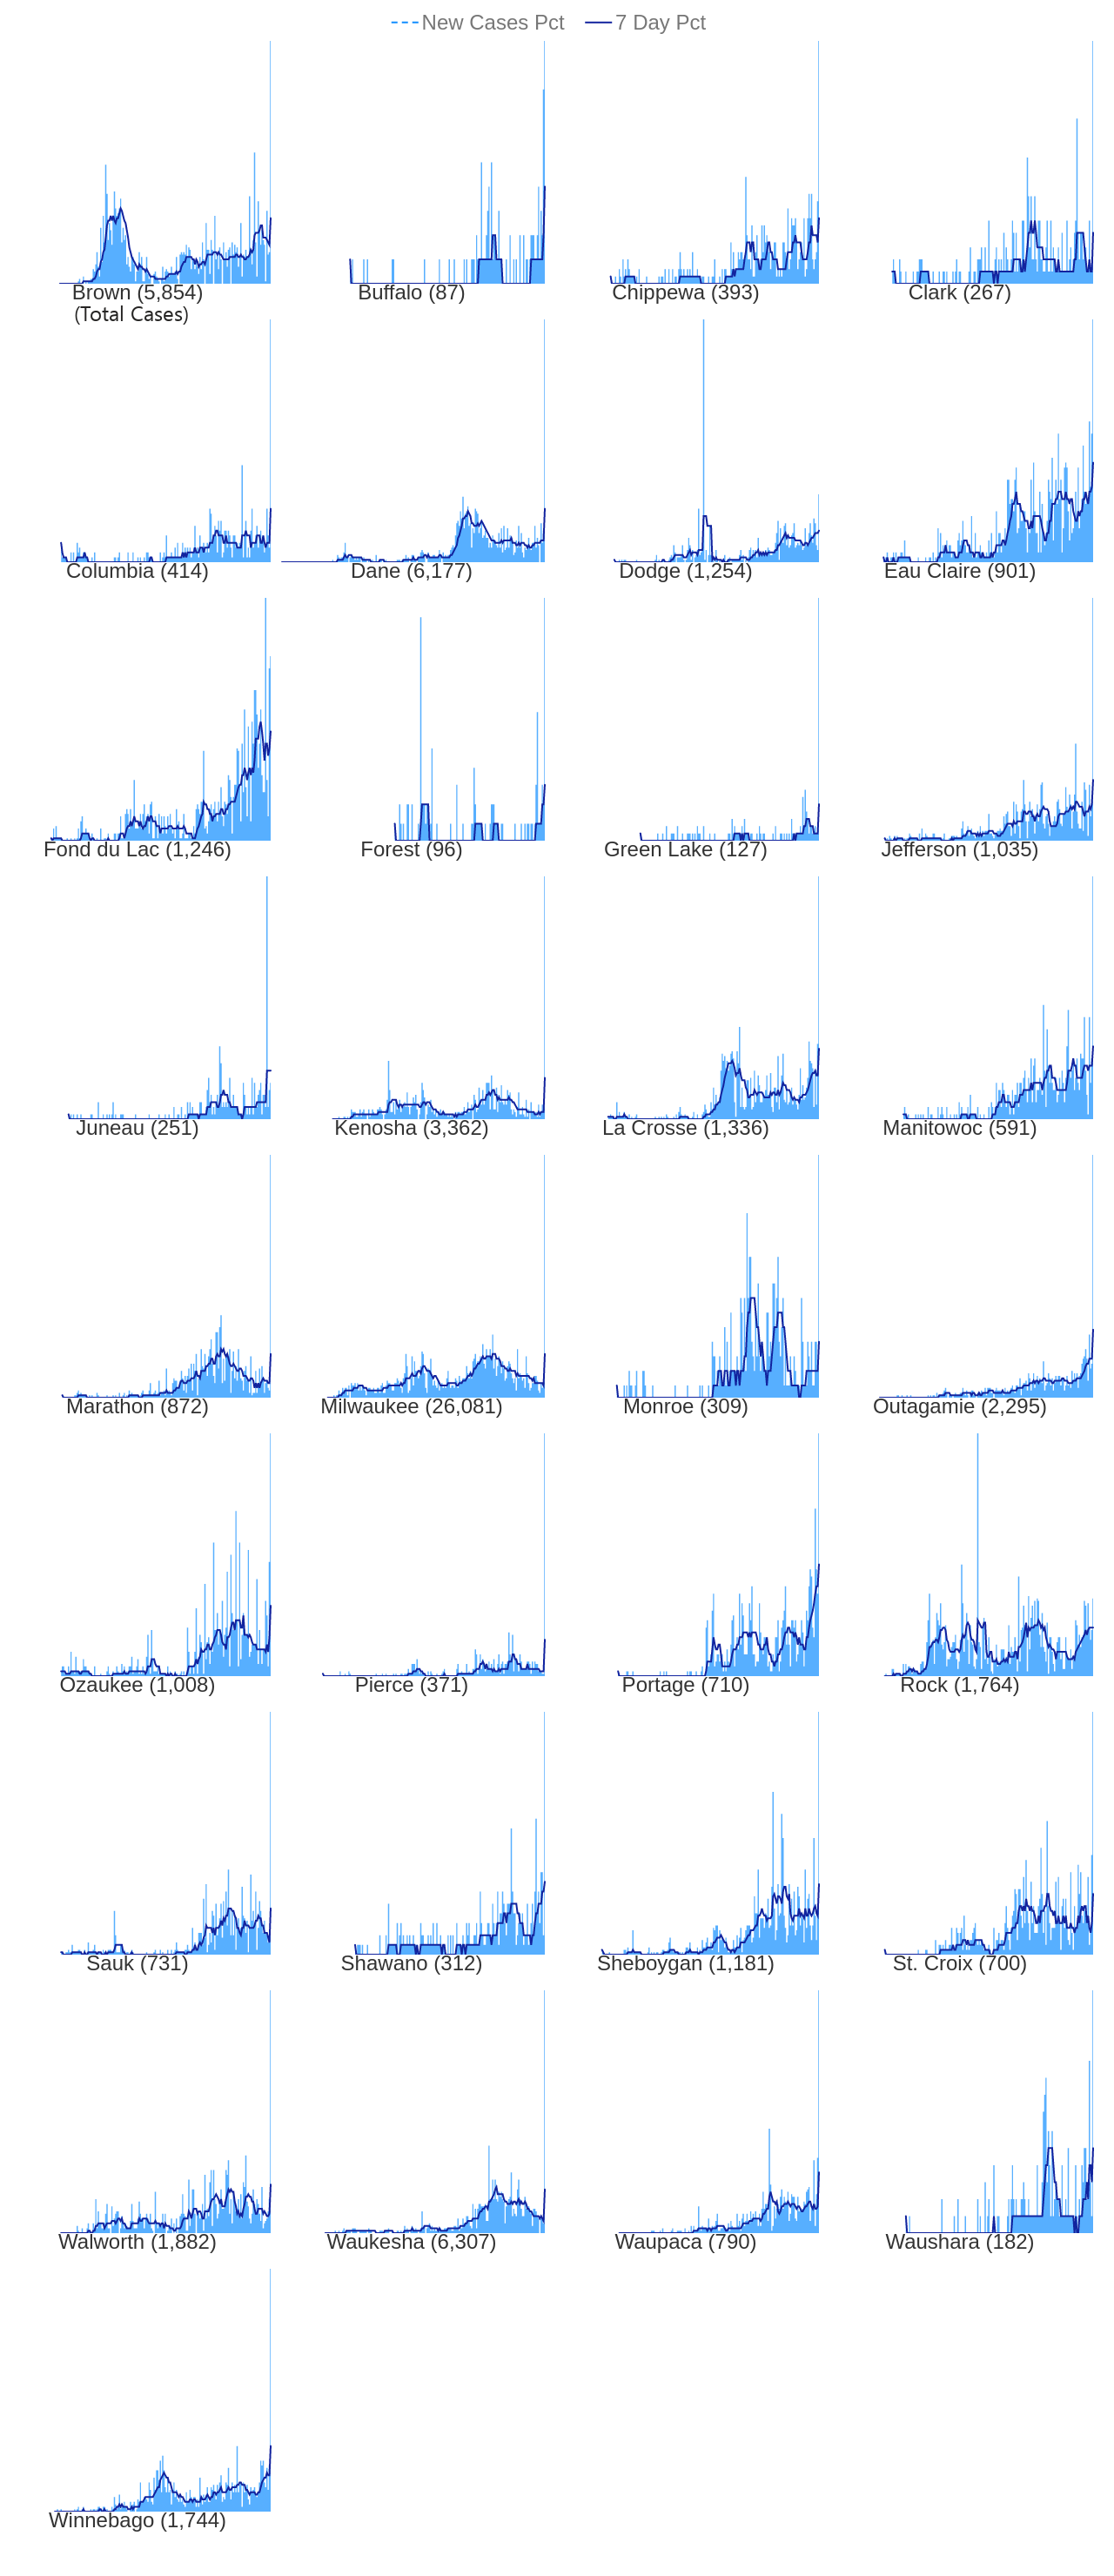 New Cases Pct 7 Day Pct
Brown (5,854) Buffalo (87) Chippewa (393) Clark (267)
(Total Cases)
Columbia (414) Dane (6,177) Dodge (1,254) Eau Claire (901)
Fond du Lac (1,246) Forest (96) Green Lake (127) Jefferson (1,035)
Juneau (251) Kenosha (3,362) La Crosse (1,336) Manitowoc (591)
Marathon (872) Milwaukee (26,081) Monroe (309) Outagamie (2,295)
Ozaukee (1,008) Pierce (371) Portage (710) Rock (1,764)
Sauk (731) Shawano (312) Sheboygan (1,181) St. Croix (700)
Walworth (1,882) Waukesha (6,307) Waupaca (790) Waushara (182)
Winnebago (1,744)